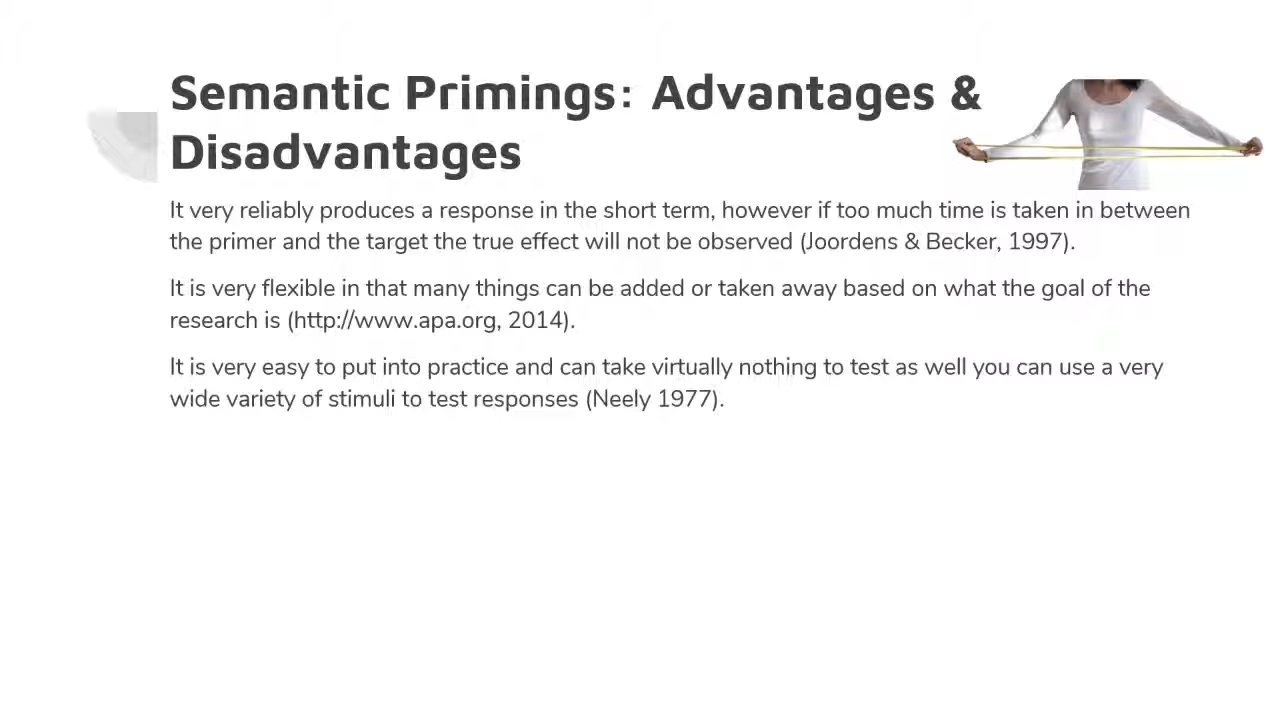 Semantic Primings: Advantages &
Disadvantages
It very reliably produces a response in the short term, however if too much time is taken in between
the primer and the target the true effect will not be observed (Joordens & Becker, 1997).
It is very flexible in that many things can be added or taken away based on what the goal of the
research is (http://www.apa.org, 2014).
It is very easy to put into practice and can take virtually nothing to test as well you can use a very
wide variety of stimuli to test responses (Neely 1977).